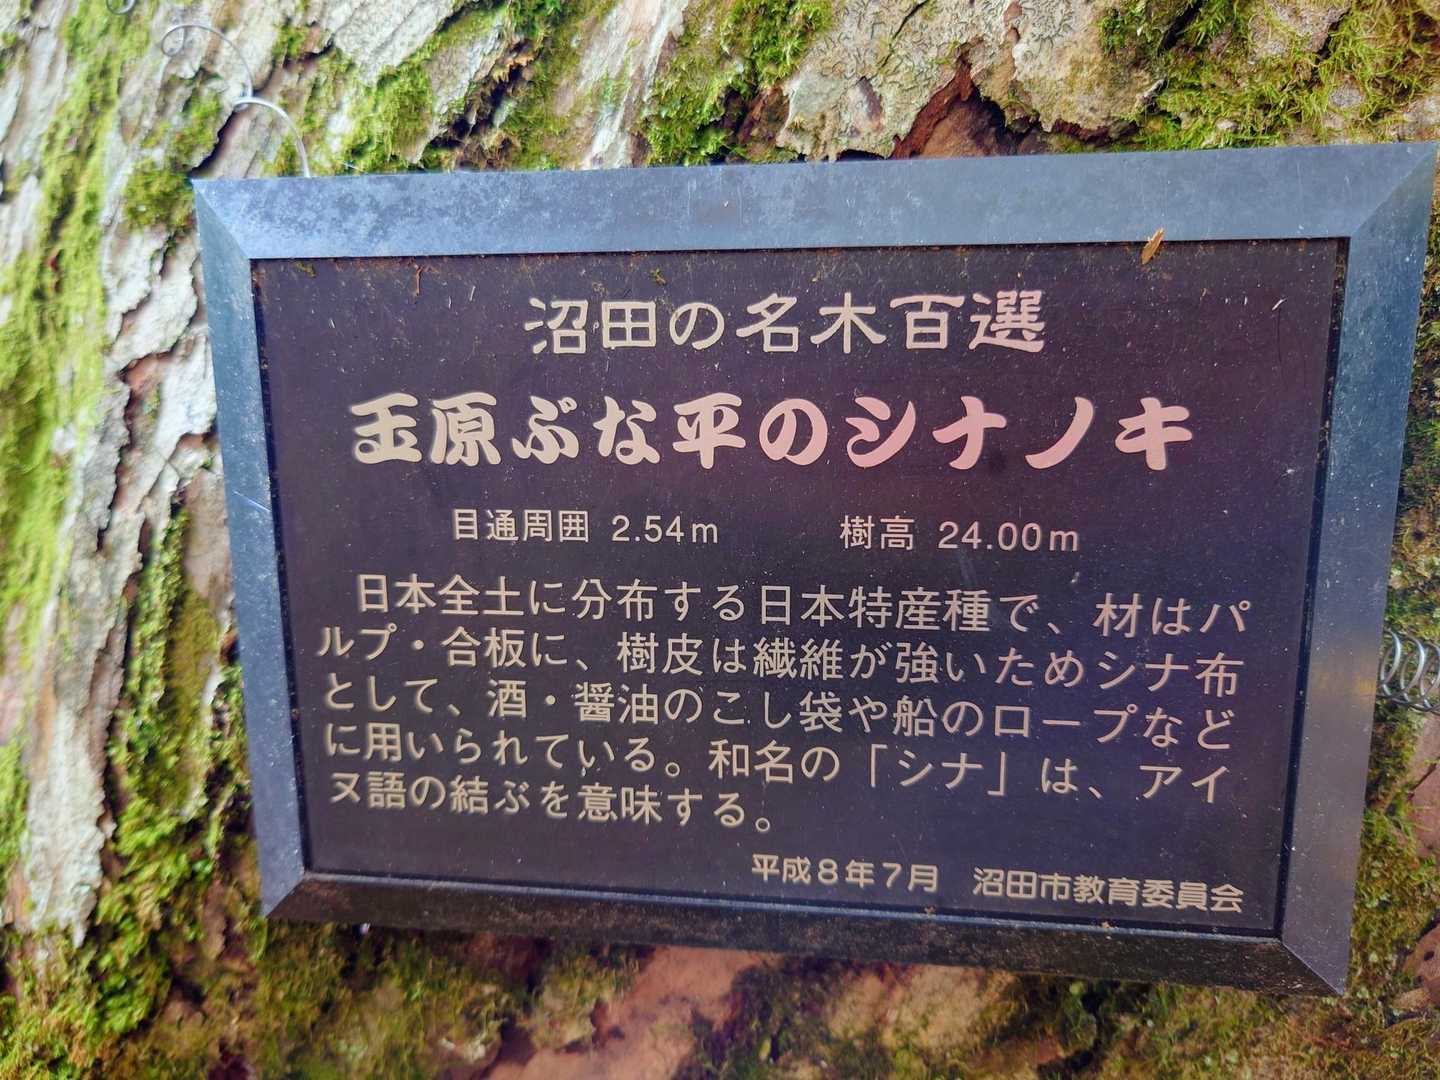 沼田の名木百選
玉原ぶな平のシナノキ
目通周囲 2.54m 樹高 24.00m
日本全土に分布する日本特産種で、材はパ
ルプ・合板に、樹皮は繊維が強いためシナ布
として、酒・醤油のこし袋や船のロープなど
に用いられている。和名の「シナ」は、アイ
ヌ語の結ぶを意味する。
平成8年7月 沼田市教育委員会